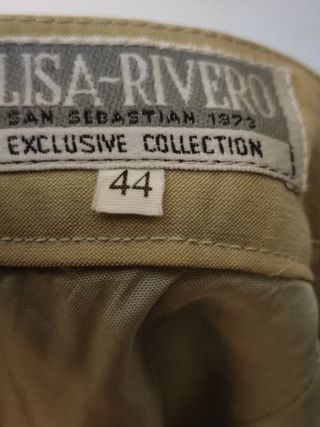 LISA-RIVERO
SAN SEBASTIAN 1973
EXCLUSIVE COLLECTION
44